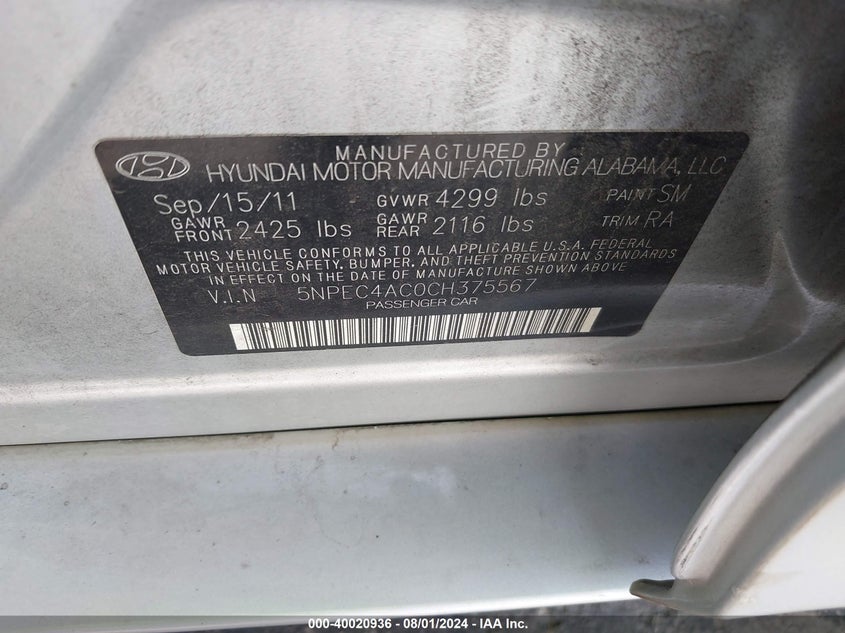 MANUFACTURED BY
HYUNDAI MOTOR MANUFACTURING ALABAMA, LLC
Sep/15/11 GVWR 4299 lbs PAINT SM
GAWR FRONT 2425 lbs GAWR REAR 2116 lbs TRIM RA
THIS VEHICLE CONFORMS TO ALL APPLICABLE U.S.A. FEDERAL
MOTOR VEHICLE SAFETY, BUMPER, AND THEFT PREVENTION STANDARDS
IN EFFECT ON THE DATE OF MANUFACTURE SHOWN ABOVE
V.I.N 5NPEC4AC0CH375567
PASSENGER CAR
000-40020936 - 08/01/2024 - IAA Inc.